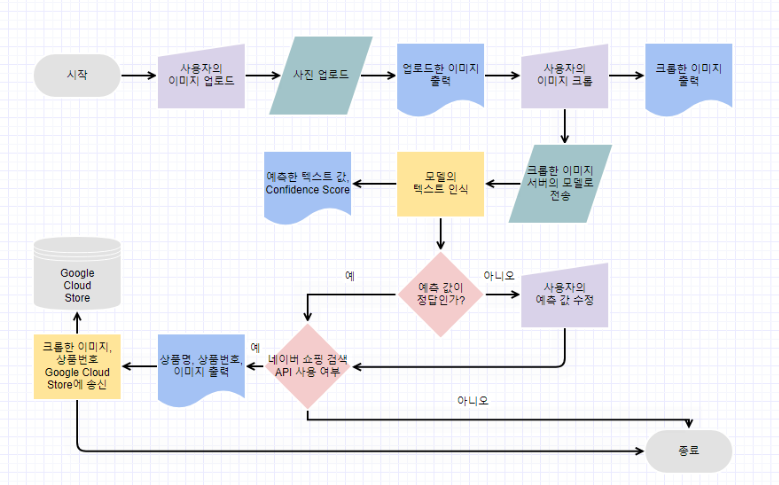 시작
사용자의
이미지 업로드
사진 업로드
업로드한 이미지
출력
사용자의
이미지 크롭
크롭한 이미지
출력
예측한 텍스트 값,
Confidence Score
모델의
텍스트 인식
크롭한 이미지
서버의 모델로
전송
Google
Cloud
Store
예
예측 값이
정답인가?
아니오
사용자의
예측 값 수정
크롭한 이미지,
상품번호
Google Cloud
Store에 송신
상품명, 상품번호,
이미지 출력
예
네이버 쇼핑 검색
API 사용 여부
아니오
종료